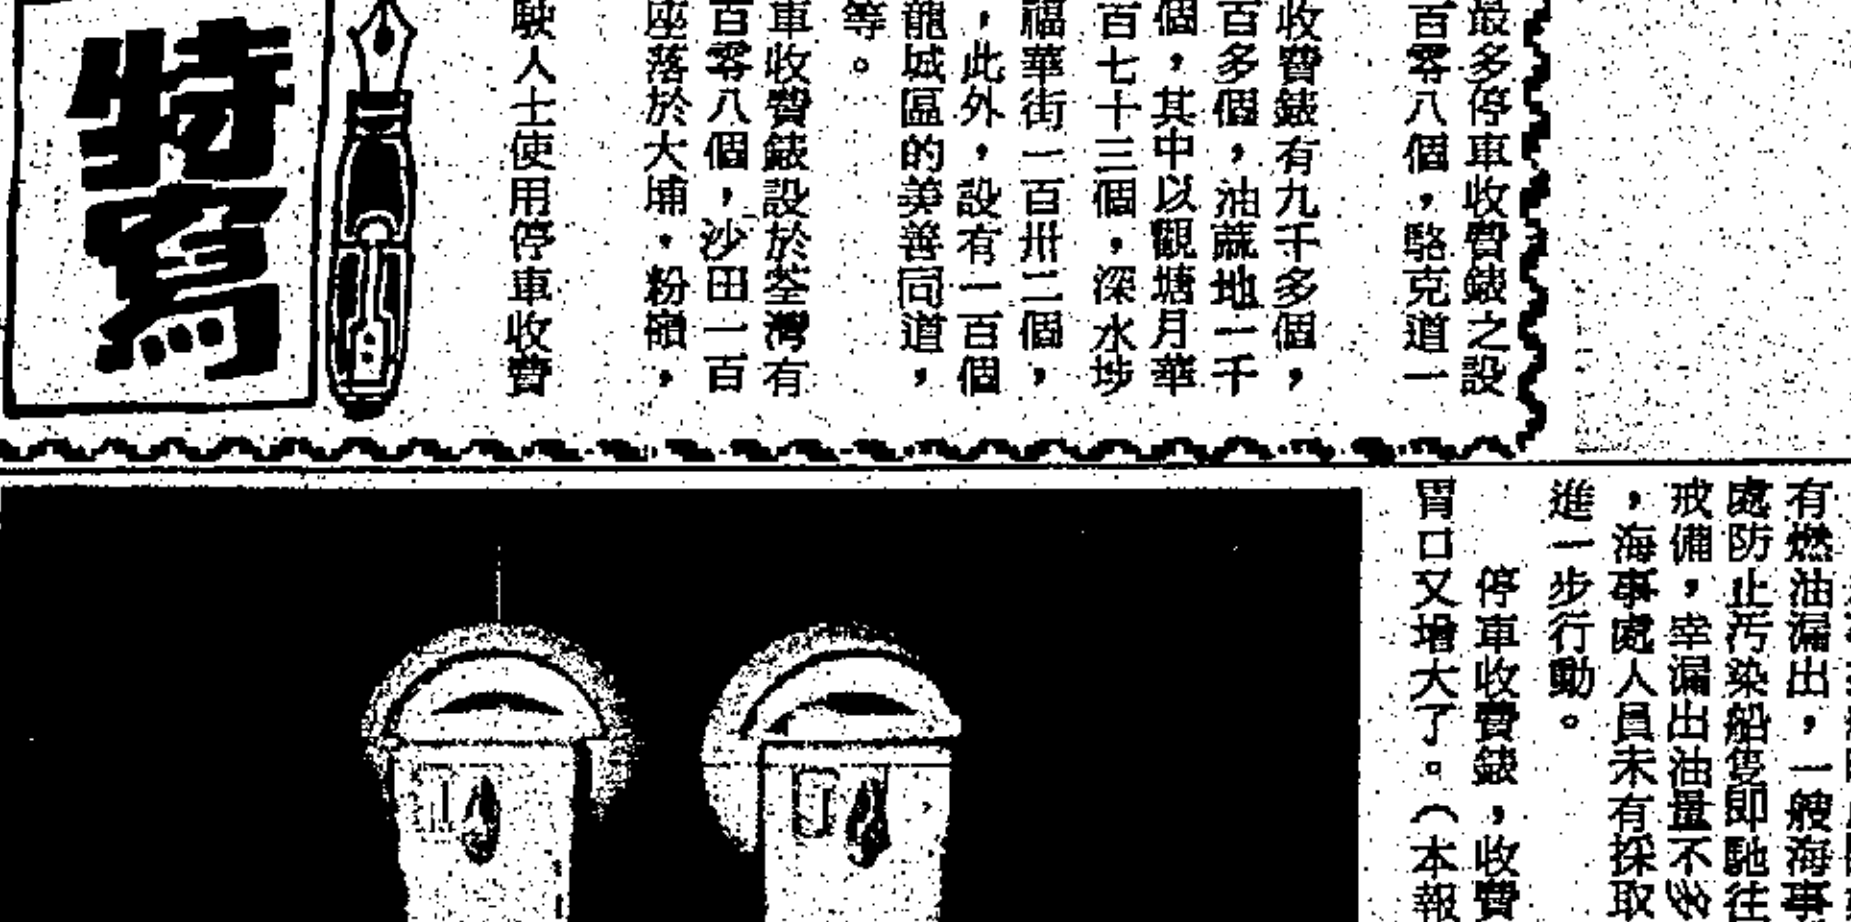 最多停車收費錶之設
百零八個，駱克道一
收費錶有九千多個，
百多個，油蔴地一千
個，其中以觀塘月華
百七十三個，深水埗
福華街一百卅二個，
，此外，設有一百個
龍城區的美善同道，
等。
車收費錶設於荃灣有
百零八個，沙田一百
座落於大埔，粉嶺，
駛人士使用停車收費
特寫
有燃油漏出，一艘海事
處防止污染船隻即馳往
戒備，幸漏出油量不多
，海事處人員未有採取
進一步行動。
停車收費錶，收費
胃口又增大了。（本報